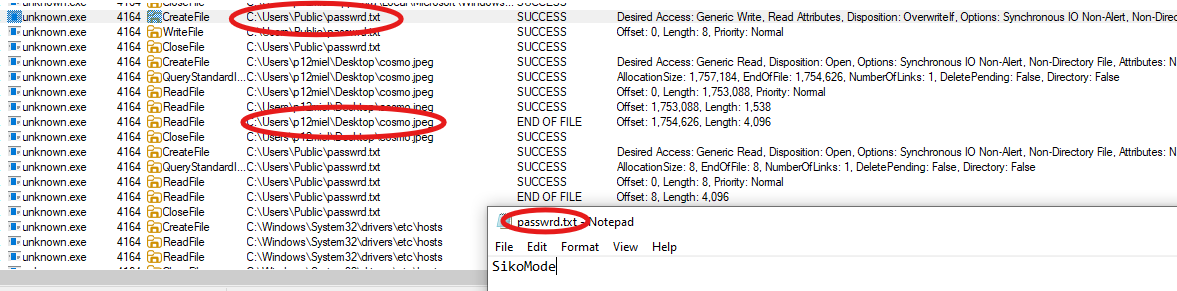 unknown.exe 4164 CreateFile C:\Users\Public\passwrd.txt SUCCESS Desired Access: Generic Write, Read Attributes, Disposition: OverwriteIf, Options: Synchronous IO Non-Alert, Non-Direc
unknown.exe 4164 WriteFile C:\Users\Public\passwrd.txt SUCCESS Offset: 0, Length: 8, Priority: Normal
unknown.exe 4164 CloseFile C:\Users\Public\passwrd.txt SUCCESS
unknown.exe 4164 CreateFile C:\Users\p12miel\Desktop\cosmo.jpeg SUCCESS Desired Access: Generic Read, Disposition: Open, Options: Synchronous IO Non-Alert, Non-Directory File, Attributes: N
unknown.exe 4164 QueryStandardI... C:\Users\p12miel\Desktop\cosmo.jpeg SUCCESS AllocationSize: 1,757,184, EndOfFile: 1,754,626, NumberOfLinks: 1, DeletePending: False, Directory: False
unknown.exe 4164 ReadFile C:\Users\p12miel\Desktop\cosmo.jpeg SUCCESS Offset: 0, Length: 1,753,088, Priority: Normal
unknown.exe 4164 ReadFile C:\Users\p12miel\Desktop\cosmo.jpeg SUCCESS Offset: 1,753,088, Length: 1,538
unknown.exe 4164 ReadFile C:\Users\p12miel\Desktop\cosmo.jpeg END OF FILE Offset: 1,754,626, Length: 4,096
unknown.exe 4164 CloseFile C:\Users\p12miel\Desktop\cosmo.jpeg SUCCESS
unknown.exe 4164 CreateFile C:\Users\Public\passwrd.txt SUCCESS Desired Access: Generic Read, Disposition: Open, Options: Synchronous IO Non-Alert, Non-Directory File, Attributes: N
unknown.exe 4164 QueryStandardI... C:\Users\Public\passwrd.txt SUCCESS AllocationSize: 8, EndOfFile: 8, NumberOfLinks: 1, DeletePending: False, Directory: False
unknown.exe 4164 ReadFile C:\Users\Public\passwrd.txt SUCCESS Offset: 0, Length: 8, Priority: Normal
unknown.exe 4164 ReadFile C:\Users\Public\passwrd.txt END OF FILE Offset: 8, Length: 4,096
unknown.exe 4164 CloseFile C:\Users\Public\passwrd.txt
unknown.exe 4164 CreateFile C:\Windows\System32\drivers\etc\hosts
unknown.exe 4164 ReadFile C:\Windows\System32\drivers\etc\hosts
unknown.exe 4164 ReadFile C:\Windows\System32\drivers\etc\hosts
passwrd.txt - Notepad
File Edit Format View Help
SikoMode